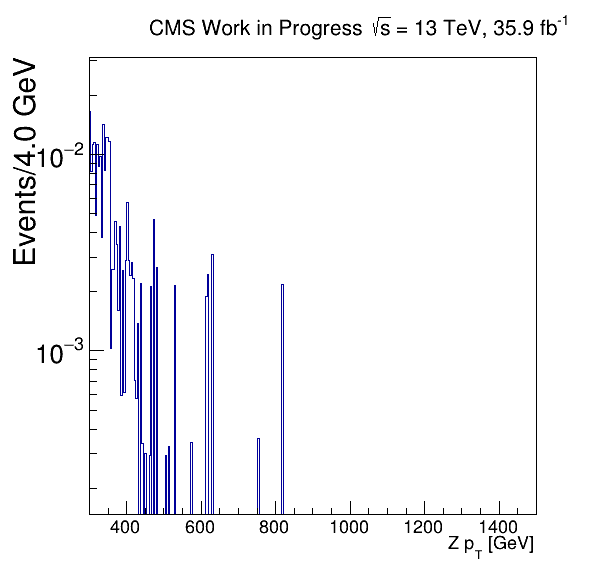 CMS Work in Progress √s = 13 TeV, 35.9 fb⁻¹
Events/4.0 GeV
10⁻²
10⁻³
400 600 800 1000 1200 1400
Z p_T [GeV]